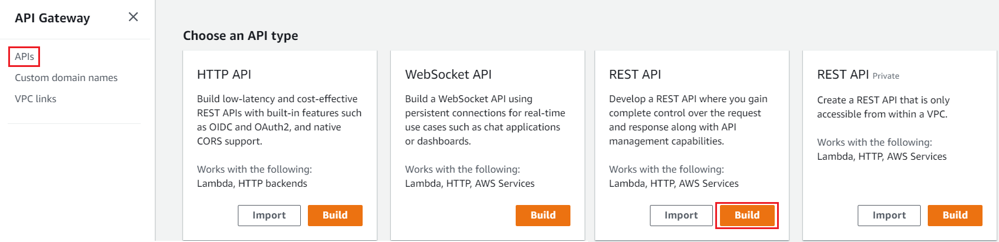 API Gateway
APIs
Custom domain names
VPC links
Choose an API type
HTTP API
Build low-latency and cost-effective
REST APIs with built-in features such
as OIDC and OAuth2, and native
CORS support.
Works with the following:
Lambda, HTTP backends
Import
Build
WebSocket API
Build a WebSocket API using
persistent connections for real-time
use cases such as chat applications
or dashboards.
Works with the following:
Lambda, HTTP, AWS Services
Build
REST API
Develop a REST API where you gain
complete control over the request
and response along with API
management capabilities.
Works with the following:
Lambda, HTTP, AWS Services
Import
Build
REST API Private
Create a REST API that is only
accessible from within a VPC.
Works with the following:
Lambda, HTTP, AWS Services
Import
Build